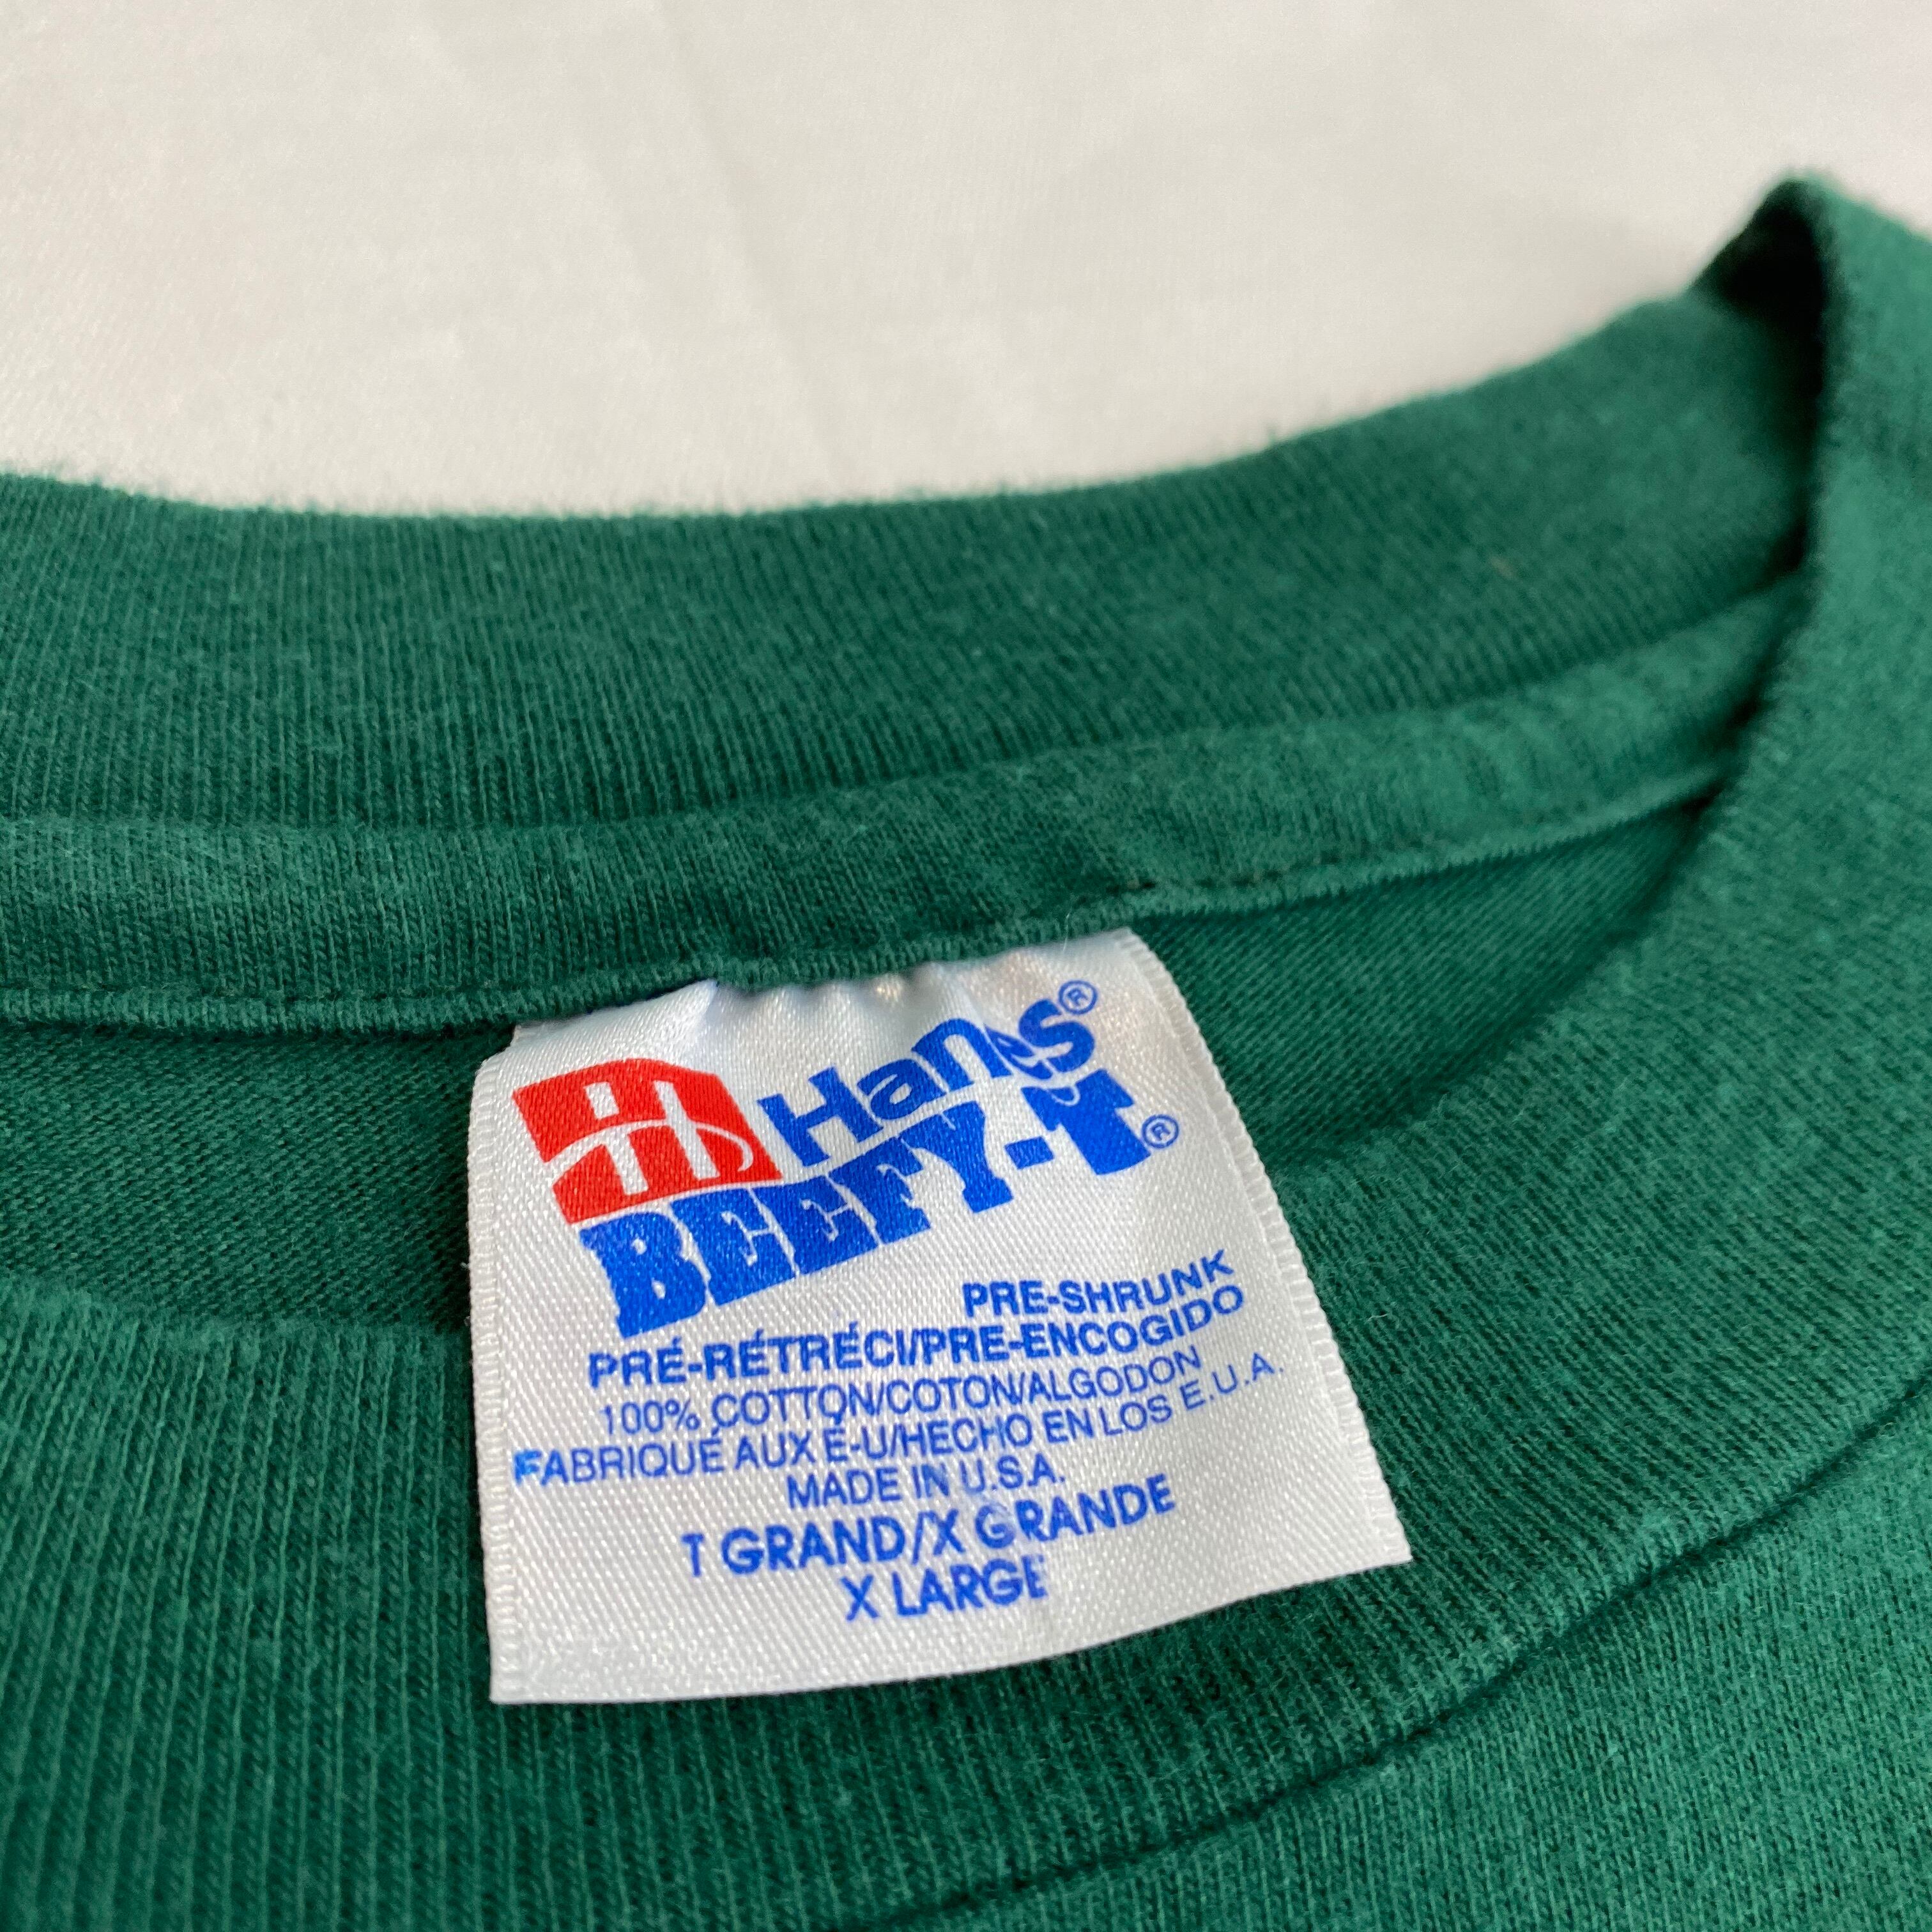 Hanes®
BEEFY-T®
PRE-SHRUNK
PRÉ-RÉTRÉCI/PRE-ENCOGIDO
100% COTTON/COTON/ALGODON
FABRIQUÉ AUX É-U/HECHO EN LOS E.U.A.
MADE IN U.S.A.
T GRAND/X GRANDE
X LARGE